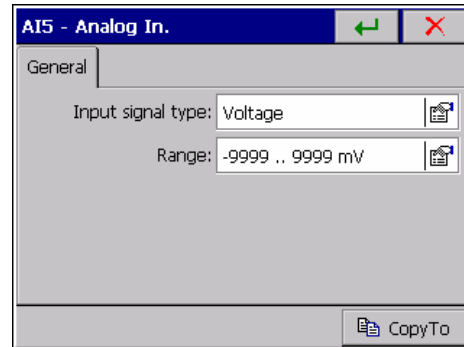 AI5 - Analog In.
General
Input signal type: Voltage
Range: -9999 .. 9999 mV
CopyTo